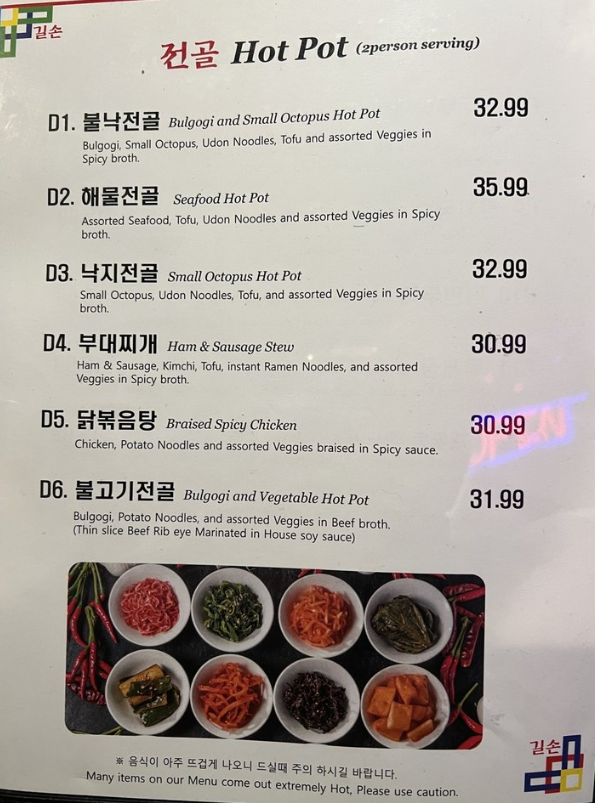 길손
전골 Hot Pot (2person serving)
D1. 불낙전골 Bulgogi and Small Octopus Hot Pot 32.99
Bulgogi, Small Octopus, Udon Noodles, Tofu and assorted Veggies in
Spicy broth.
D2. 해물전골 Seafood Hot Pot 35.99
Assorted Seafood, Tofu, Udon Noodles and assorted Veggies in Spicy
broth.
D3. 낙지전골 Small Octopus Hot Pot 32.99
Small Octopus, Udon Noodles, Tofu, and assorted Veggies in Spicy
broth.
D4. 부대찌개 Ham & Sausage Stew 30.99
Ham & Sausage, Kimchi, Tofu, instant Ramen Noodles, and assorted
Veggies in Spicy broth.
D5. 닭볶음탕 Braised Spicy Chicken 30.99
Chicken, Potato Noodles and assorted Veggies braised in Spicy sauce.
D6. 불고기전골 Bulgogi and Vegetable Hot Pot 31.99
Bulgogi, Potato Noodles, and assorted Veggies in Beef broth.
(Thin slice Beef Rib eye Marinated in House soy sauce)
※ 음식이 아주 뜨겁게 나오니 드실때 주의 하시길 바랍니다.
Many items on our Menu come out extremely Hot, Please use caution.
길손